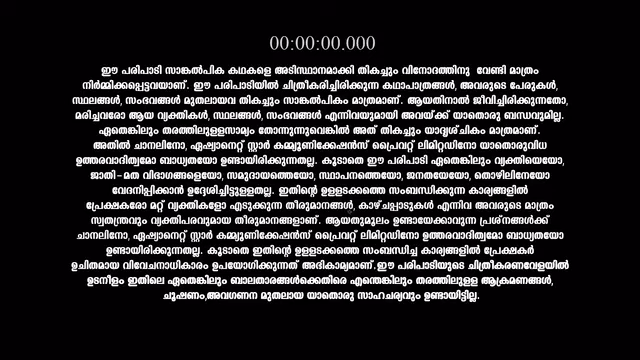 00:00:00.000
ഈ പരിപാടി സാങ്കൽപിക കഥകളെ അടിസ്ഥാനമാക്കി തികച്ചും വിനോദത്തിനു വേണ്ടി മാത്രം
നിർമ്മിക്കപ്പെട്ടവയാണ്. ഈ പരിപാടിയിൽ ചിത്രീകരിച്ചിരിക്കുന്ന കഥാപാത്രങ്ങൾ, അവരുടെ പേരുകൾ,
സ്ഥലങ്ങൾ, സംഭവങ്ങൾ മുതലായവ തികച്ചും സാങ്കൽപികം മാത്രമാണ്. ആയതിനാൽ ജീവിച്ചിരിക്കുന്നതോ,
മരിച്ചവരോ ആയ വ്യക്തികൾ, സ്ഥലങ്ങൾ, സംഭവങ്ങൾ എന്നിവയുമായി അവയ്ക്ക് യാതൊരു ബന്ധവുമില്ല.
ഏതെങ്കിലും തരത്തിലുള്ളസാമ്യം തോന്നുന്നുവെങ്കിൽ അത് തികച്ചും യാദൃശ്ചികം മാത്രമാണ്.
അതിൽ ചാനലിനോ, ഏഷ്യാനെറ്റ് സ്റ്റാർ കമ്മ്യൂണിക്കേഷൻസ് പ്രൈവറ്റ് ലിമിറ്റഡിനോ യാതൊരുവിധ
ഉത്തരവാദിത്വമോ ബാധ്യതയോ ഉണ്ടായിരിക്കുന്നതല്ല. കൂടാതെ ഈ പരിപാടി ഏതെങ്കിലും വ്യക്തിയെയോ,
ജാതി-മത വിഭാഗങ്ങളെയോ, സമുദായത്തെയോ, സ്ഥാപനത്തെയോ, ജനതയേയോ, തൊഴിലിനേയോ
വേദനിപ്പിക്കാൻ ഉദ്ദേശിച്ചിട്ടുള്ളതല്ല. ഇതിന്റെ ഉള്ളടക്കത്തെ സംബന്ധിക്കുന്ന കാര്യങ്ങളിൽ
പ്രേക്ഷകരോ മറ്റ് വ്യക്തികളോ എടുക്കുന്ന തീരുമാനങ്ങൾ, കാഴ്ചപ്പാടുകൾ എന്നിവ അവരുടെ മാത്രം
സ്വതന്ത്രവും വ്യക്തിപരവുമായ തീരുമാനങ്ങളാണ്. ആയതുമൂലം ഉണ്ടായേക്കാവുന്ന പ്രശ്നങ്ങൾക്ക്
ചാനലിനോ, ഏഷ്യാനെറ്റ് സ്റ്റാർ കമ്മ്യൂണിക്കേഷൻസ് പ്രൈവറ്റ് ലിമിറ്റഡിനോ ഉത്തരവാദിത്വമോ ബാധ്യതയോ
ഉണ്ടായിരിക്കുന്നതല്ല. കൂടാതെ ഇതിന്റെ ഉള്ളടക്കത്തെ സംബന്ധിച്ച കാര്യങ്ങളിൽ പ്രേക്ഷകർ
ഉചിതമായ വിവേചനാധികാരം ഉപയോഗിക്കുന്നത് അഭികാമ്യമാണ്.ഈ പരിപാടിയുടെ ചിത്രീകരണവേളയിൽ
ഉടനീളം ഇതിലെ ഏതെങ്കിലും ബാലതാരങ്ങൾക്കെതിരെ എന്തെങ്കിലും തരത്തിലുള്ള ആക്രമണങ്ങൾ,
ചൂഷണം,അവഗണന മുതലായ യാതൊരു സാഹചര്യവും ഉണ്ടായിട്ടില്ല.